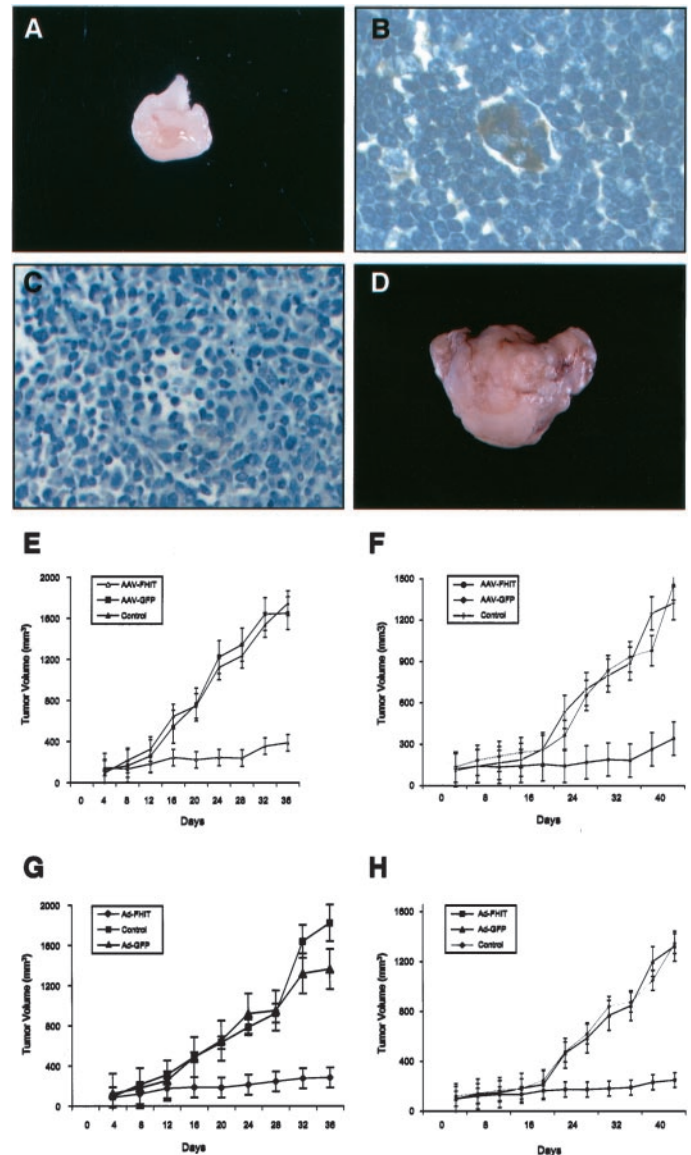 A
B
C
D
E
2000
1600
1200
800
400
0
AAV-FHIT
AAV-GFP
Control
Tumor Volume (mm³)
0 4 8 12 16 20 24 28 32 36
Days
F
1500
1200
900
600
300
0
AAV-FHIT
AAV-GFP
Control
Tumor Volume (mm3)
0 8 16 24 32 40
Days
G
2000
1600
1200
800
400
0
Ad-FHIT
Control
Ad-GFP
Tumor Volume (mm³)
0 4 8 12 16 20 24 28 32 36
Days
H
1600
1200
800
400
0
Ad-FHIT
Ad-GFP
Control
Tumor Volume (mm³)
0 8 16 24 32 40
Days